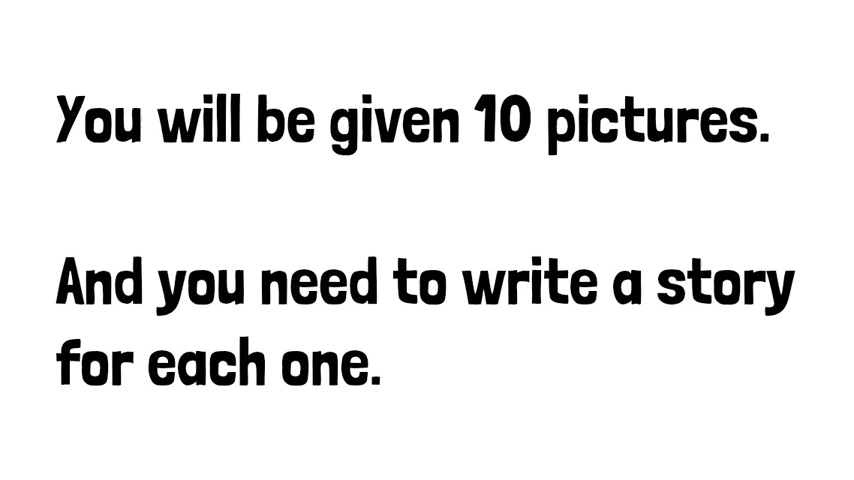 You will be given 10 pictures.
And you need to write a story
for each one.